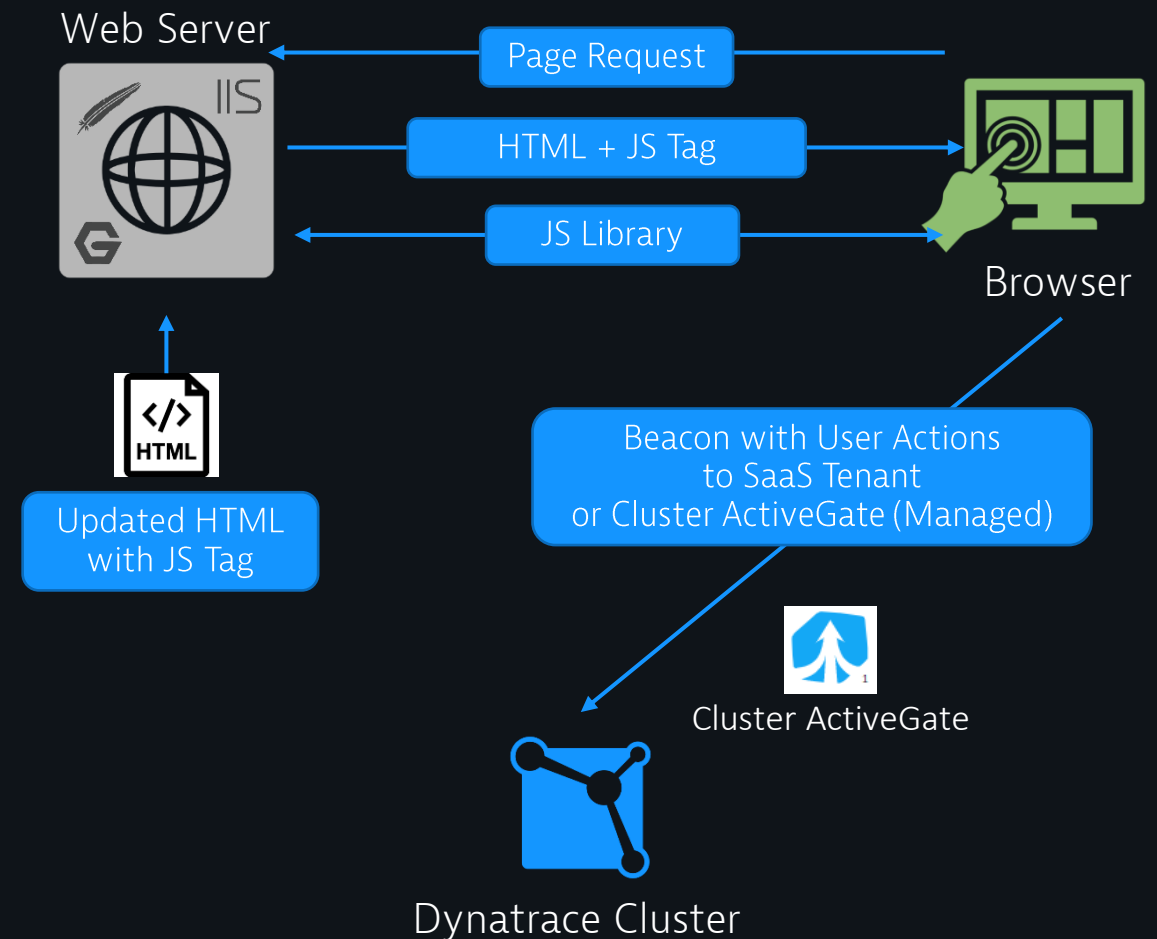 Web Server
IIS
G
Page Request
HTML + JS Tag
JS Library
Browser
</>
HTML
Updated HTML
with JS Tag
Beacon with User Actions
to SaaS Tenant
or Cluster ActiveGate (Managed)
1
Cluster ActiveGate
Dynatrace Cluster